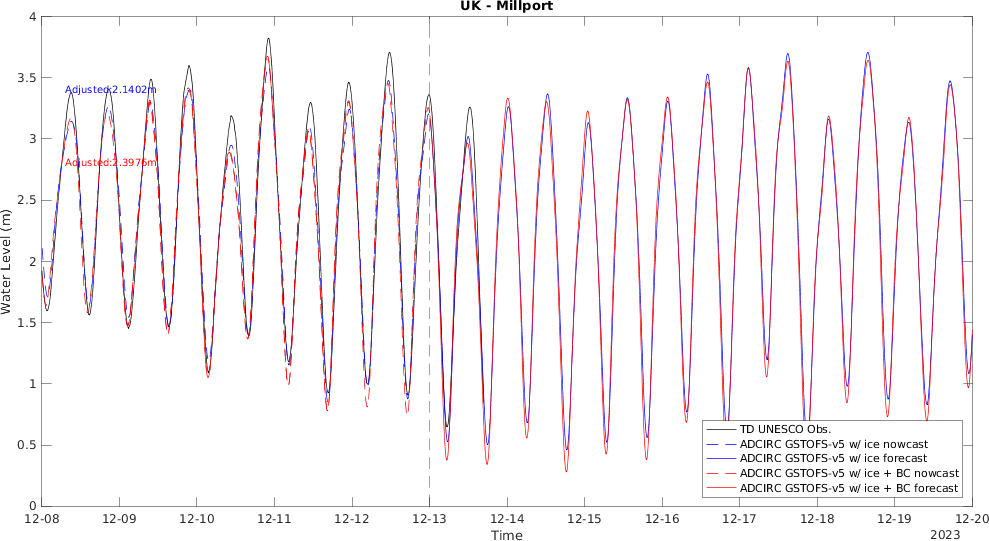 UK - Millport
4
3.5
3
2.5
2
1.5
1
0.5
0
Water Level (m)
Adjusted:2.1402m
Adjusted:2.3976m
TD UNESCO Obs.
ADCIRC GSTOFS-v5 w/ ice nowcast
ADCIRC GSTOFS-v5 w/ ice forecast
ADCIRC GSTOFS-v5 w/ ice + BC nowcast
ADCIRC GSTOFS-v5 w/ ice + BC forecast
12-08 12-09 12-10 12-11 12-12 12-13 12-14 12-15 12-16 12-17 12-18 12-19 12-20
Time
2023